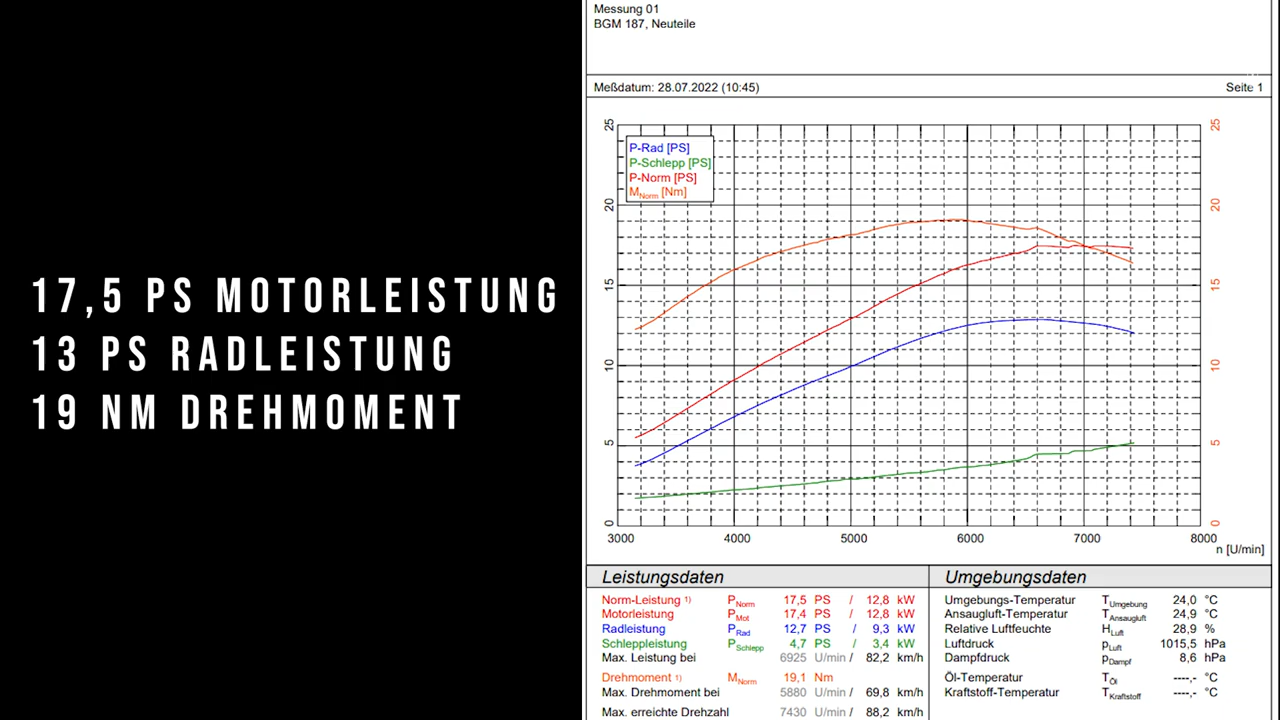 17,5 PS MOTORLEISTUNG
13 PS RADLEISTUNG
19 NM DREHMOMENT
Messung 01
BGM 187, Neuteile
Meßdatum: 28.07.2022 (10:45) Seite 1
P-Rad [PS]
P-Schlepp [PS]
P-Norm [PS]
MNorm [Nm]
25 25
20 20
15 15
10 10
5 5
0 0
3000 4000 5000 6000 7000 8000
n [U/min]
Leistungsdaten
Norm-Leistung 1) PNorm 17,5 PS / 12,8 kW
Motorleistung PMot 17,4 PS / 12,8 kW
Radleistung PRad 12,7 PS / 9,3 kW
Schleppleistung PSchlepp 4,7 PS / 3,4 kW
Max. Leistung bei 6925 U/min / 82,2 km/h
Drehmoment 1) MNorm 19,1 Nm
Max. Drehmoment bei 5880 U/min / 69,8 km/h
Max. erreichte Drehzahl 7430 U/min / 88,2 km/h
Umgebungsdaten
Umgebungs-Temperatur TUmgebung 24,0 °C
Ansaugluft-Temperatur TAnsaugluft 24,9 °C
Relative Luftfeuchte HLuft 28,9 %
Luftdruck pLuft 1015,5 hPa
Dampfdruck pDampf 8,6 hPa
Öl-Temperatur TÖl ----,- °C
Kraftstoff-Temperatur TKraftstoff ----,- °C